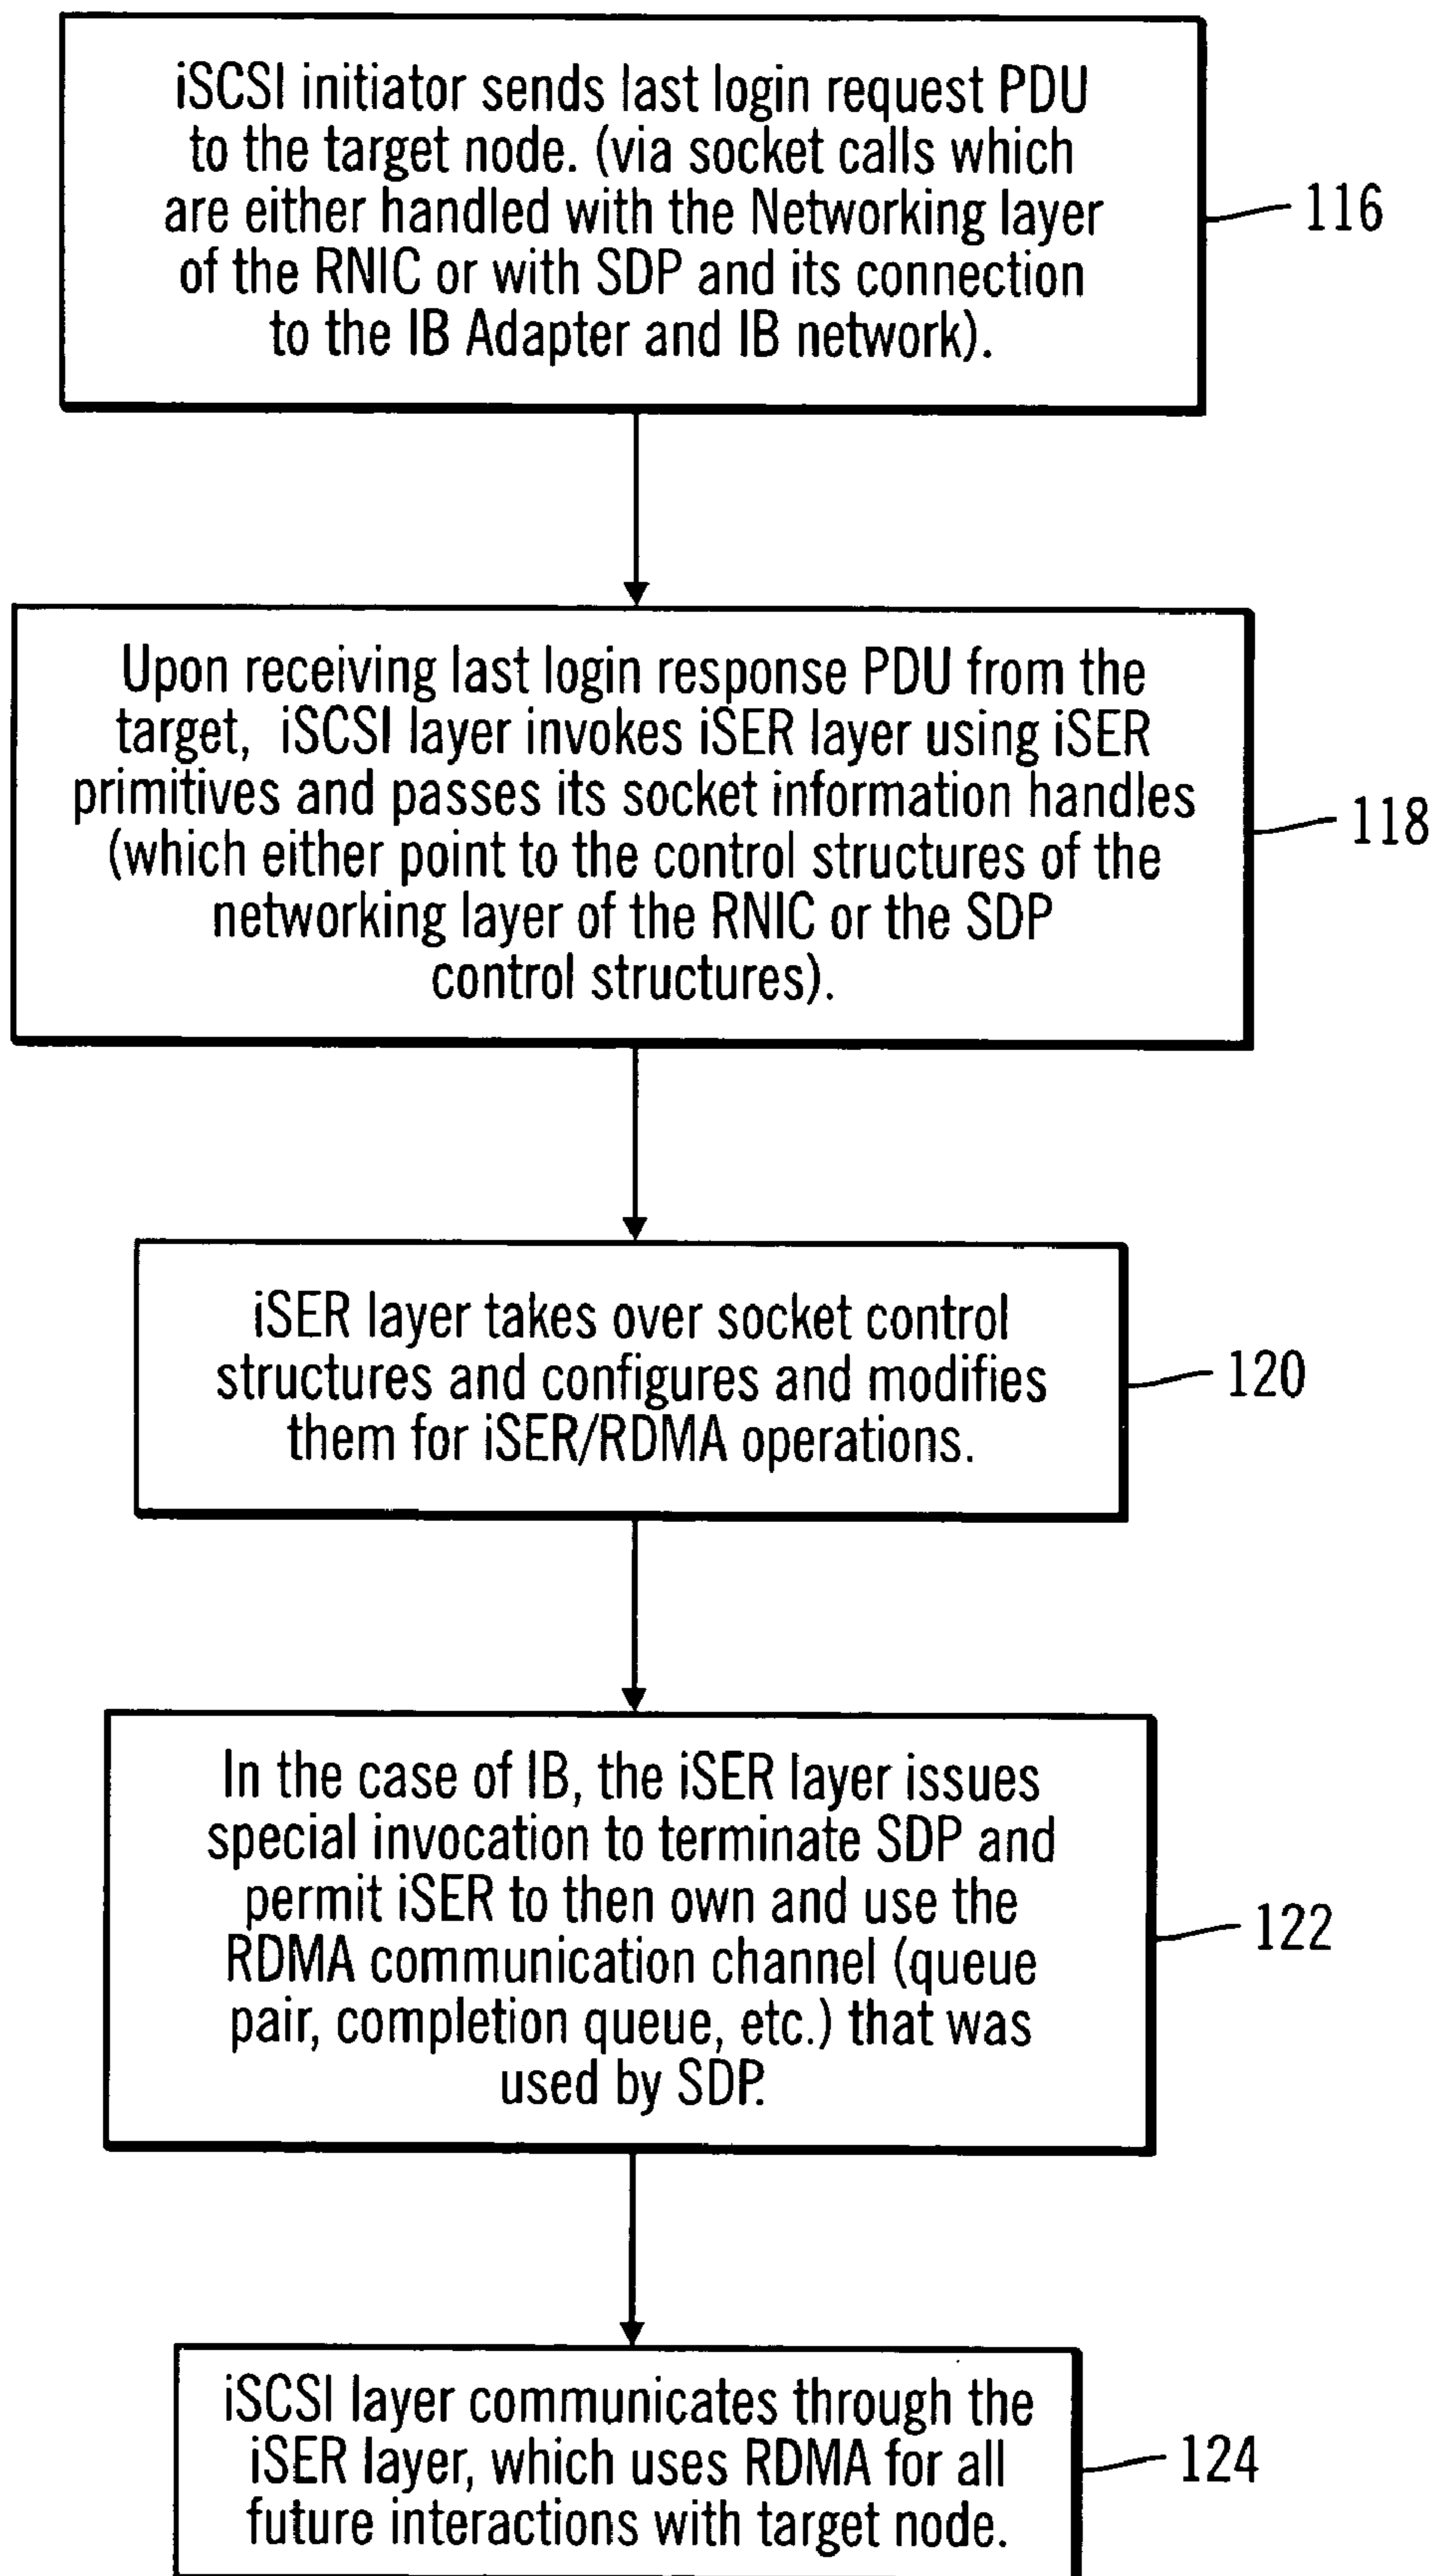 iSCSI initiator sends last login request PDU
to the target node. (via socket calls which
are either handled with the Networking layer
of the RNIC or with SDP and its connection
to the IB Adapter and IB network).
116
Upon receiving last login response PDU from the
target, iSCSI layer invokes iSER layer using iSER
primitives and passes its socket information handles
(which either point to the control structures of the
networking layer of the RNIC or the SDP
control structures).
118
iSER layer takes over socket control
structures and configures and modifies
them for iSER/RDMA operations.
120
In the case of IB, the iSER layer issues
special invocation to terminate SDP and
permit iSER to then own and use the
RDMA communication channel (queue
pair, completion queue, etc.) that was
used by SDP.
122
iSCSI layer communicates through the
iSER layer, which uses RDMA for all
future interactions with target node.
124